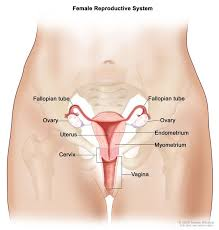 Female Reproductive System
Fallopian tube
Fallopian tube
Ovary
Ovary
Uterus
Endometrium
Myometrium
Cervix
Vagina